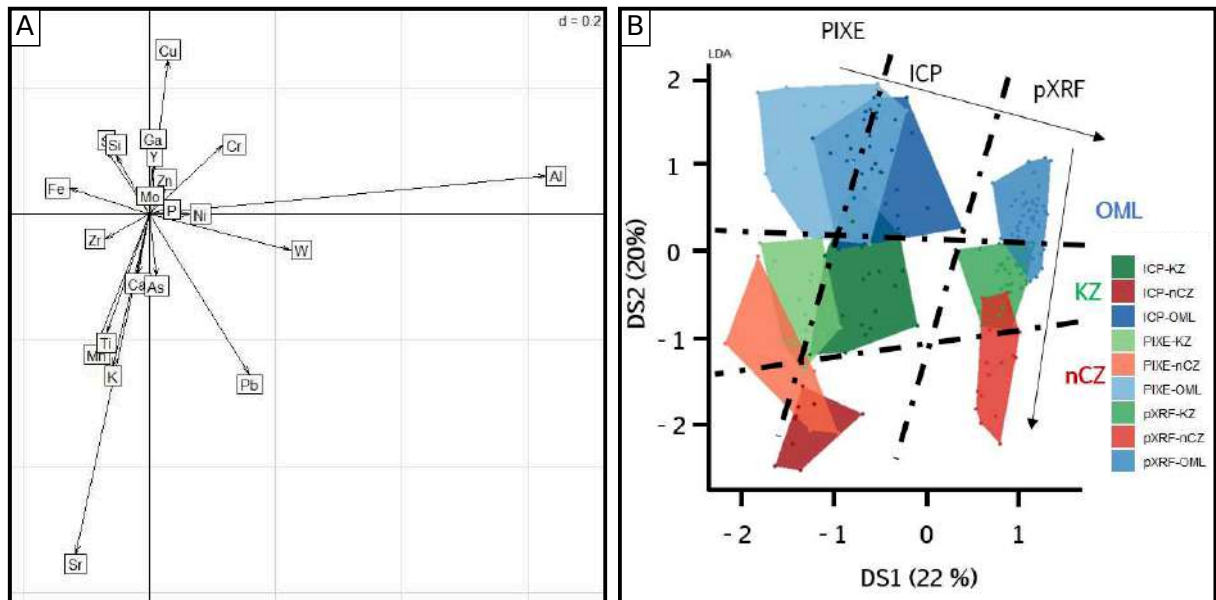 A
d = 0.2
Cu
Ga
Si
Y
Cr
Zn
Fe
Mo
Al
P
Ni
Zr
W
Ca
As
Ti
K
Pb
Sr
B
PIXE
LDA
ICP
pXRF
2
1
0
- 1
- 2
DS2 (20%)
OML
KZ
nCZ
ICP-KZ
ICP-nCZ
ICP-OML
PIXE-KZ
PIXE-nCZ
PIXE-OML
pXRF-KZ
pXRF-nCZ
pXRF-OML
- 2
- 1
0
1
DS1 (22 %)